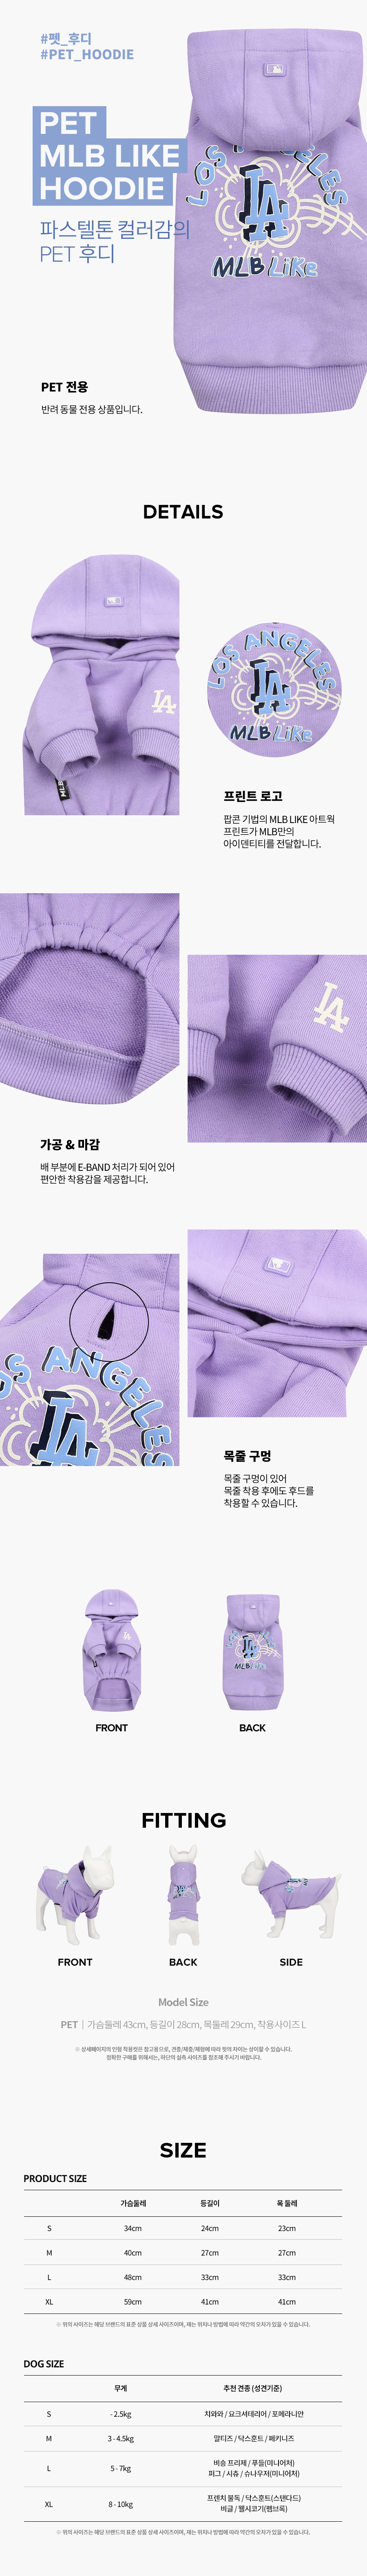 #펫_후디
#PET_HOODIE
PET
MLB LIKE
HOODIE
파스텔톤 컬러감의
PET 후디
LOS ANGELES
LA
MLB LiKe
PET 전용
반려 동물 전용 상품입니다.
DETAILS
LA
MLB
LOS ANGELES
LA
MLB LiKe
프린트 로고
팝콘 기법의 MLB LIKE 아트웍
프린트가 MLB만의
아이덴티티를 전달합니다.
LA
가공 & 마감
배 부분에 E-BAND 처리가 되어 있어
편안한 착용감을 제공합니다.
OS ANGELES
LA
목줄 구멍
목줄 구멍이 있어
목줄 착용 후에도 후드를
착용할 수 있습니다.
LA
MLB LiKe
FRONT BACK
FITTING
FRONT BACK SIDE
Model Size
PET | 가슴둘레 43cm, 등길이 28cm, 목둘레 29cm, 착용사이즈 L
※ 상세페이지의 인형 착용컷은 참고용으로, 견종/체중/체형에 따라 핏의 차이는 상이할 수 있습니다.
정확한 구매를 위해서는, 하단의 실측 사이즈를 참조해 주시기 바랍니다.
SIZE
PRODUCT SIZE
가슴둘레 등길이 목 둘레
S 34cm 24cm 23cm
M 40cm 27cm 27cm
L 48cm 33cm 33cm
XL 59cm 41cm 41cm
※ 위의 사이즈는 해당 브랜드의 표준 상품 상세 사이즈이며, 재는 위치나 방법에 따라 약간의 오차가 있을 수 있습니다.
DOG SIZE
무게 추천 견종 (성견기준)
S - 2.5kg 치와와 / 요크셔테리어 / 포메라니안
M 3 - 4.5kg 말티즈 / 닥스훈트 / 페키니즈
L 5 - 7kg 비숑 프리제 / 푸들(미니어처)
퍼그 / 시츄 / 슈나우저(미니어처)
XL 8 - 10kg 프렌치 불독 / 닥스훈트(스탠다드)
비글 / 웰시코기(펨브록)
※ 위의 사이즈는 해당 브랜드의 표준 상품 상세 사이즈이며, 재는 위치나 방법에 따라 약간의 오차가 있을 수 있습니다.